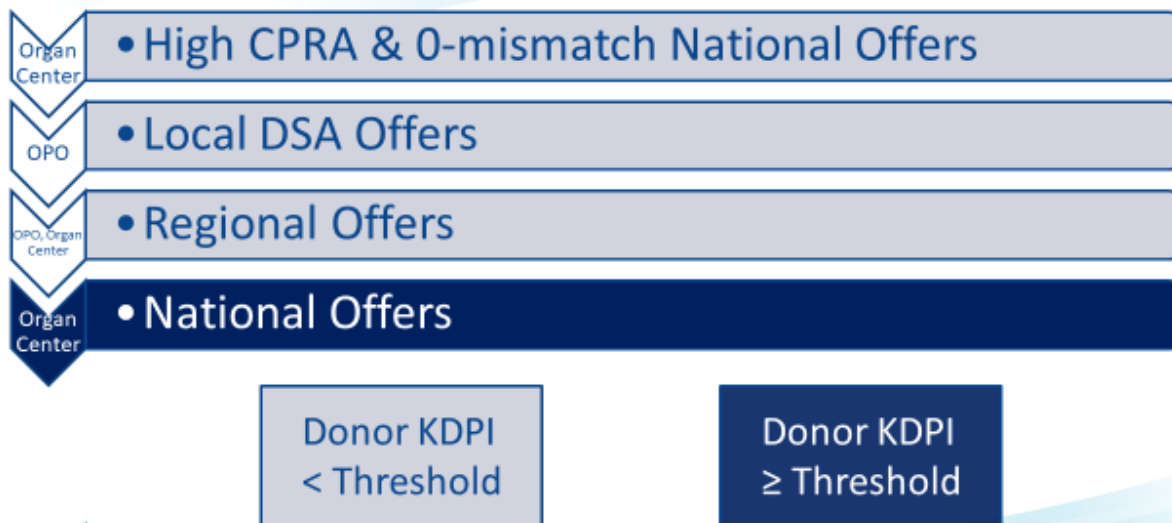 Organ
Center
• High CPRA & 0-mismatch National Offers
OPO
• Local DSA Offers
OPO, Organ
Center
• Regional Offers
Organ
Center
• National Offers
Donor KDPI
< Threshold
Donor KDPI
≥ Threshold